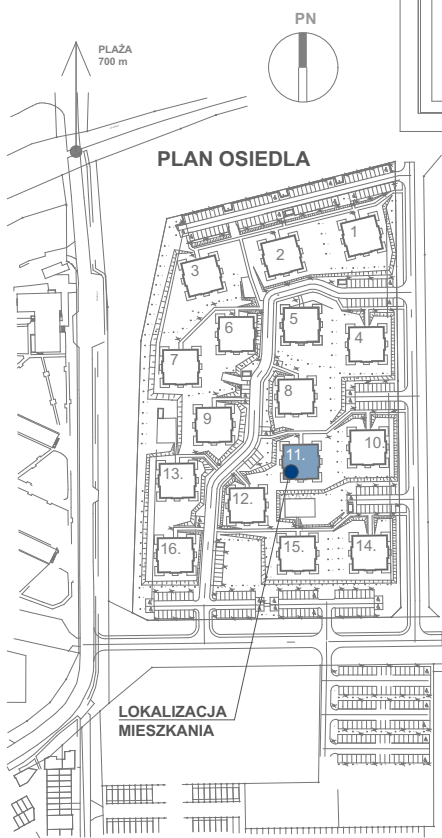 PN
PLAŻA
700 m
PLAN OSIEDLA
1
2
3
5
6
4
7
8
9
10.
11.
13.
12.
16.
15.
14.
LOKALIZACJA
MIESZKANIA